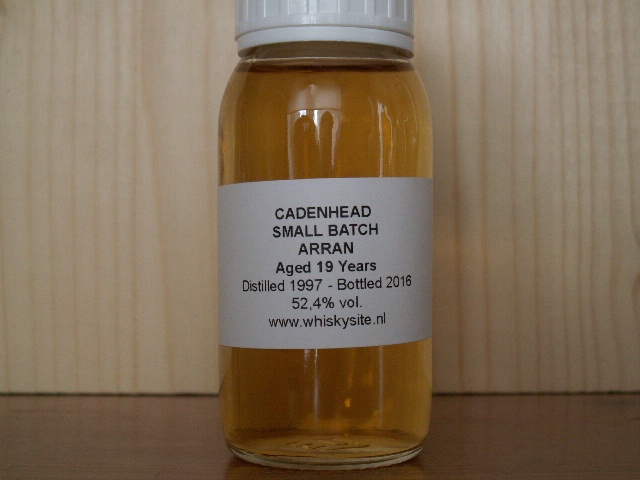 CADENHEAD
SMALL BATCH
ARRAN
Aged 19 Years
Distilled 1997 - Bottled 2016
52,4% vol.
www.whiskysite.nl